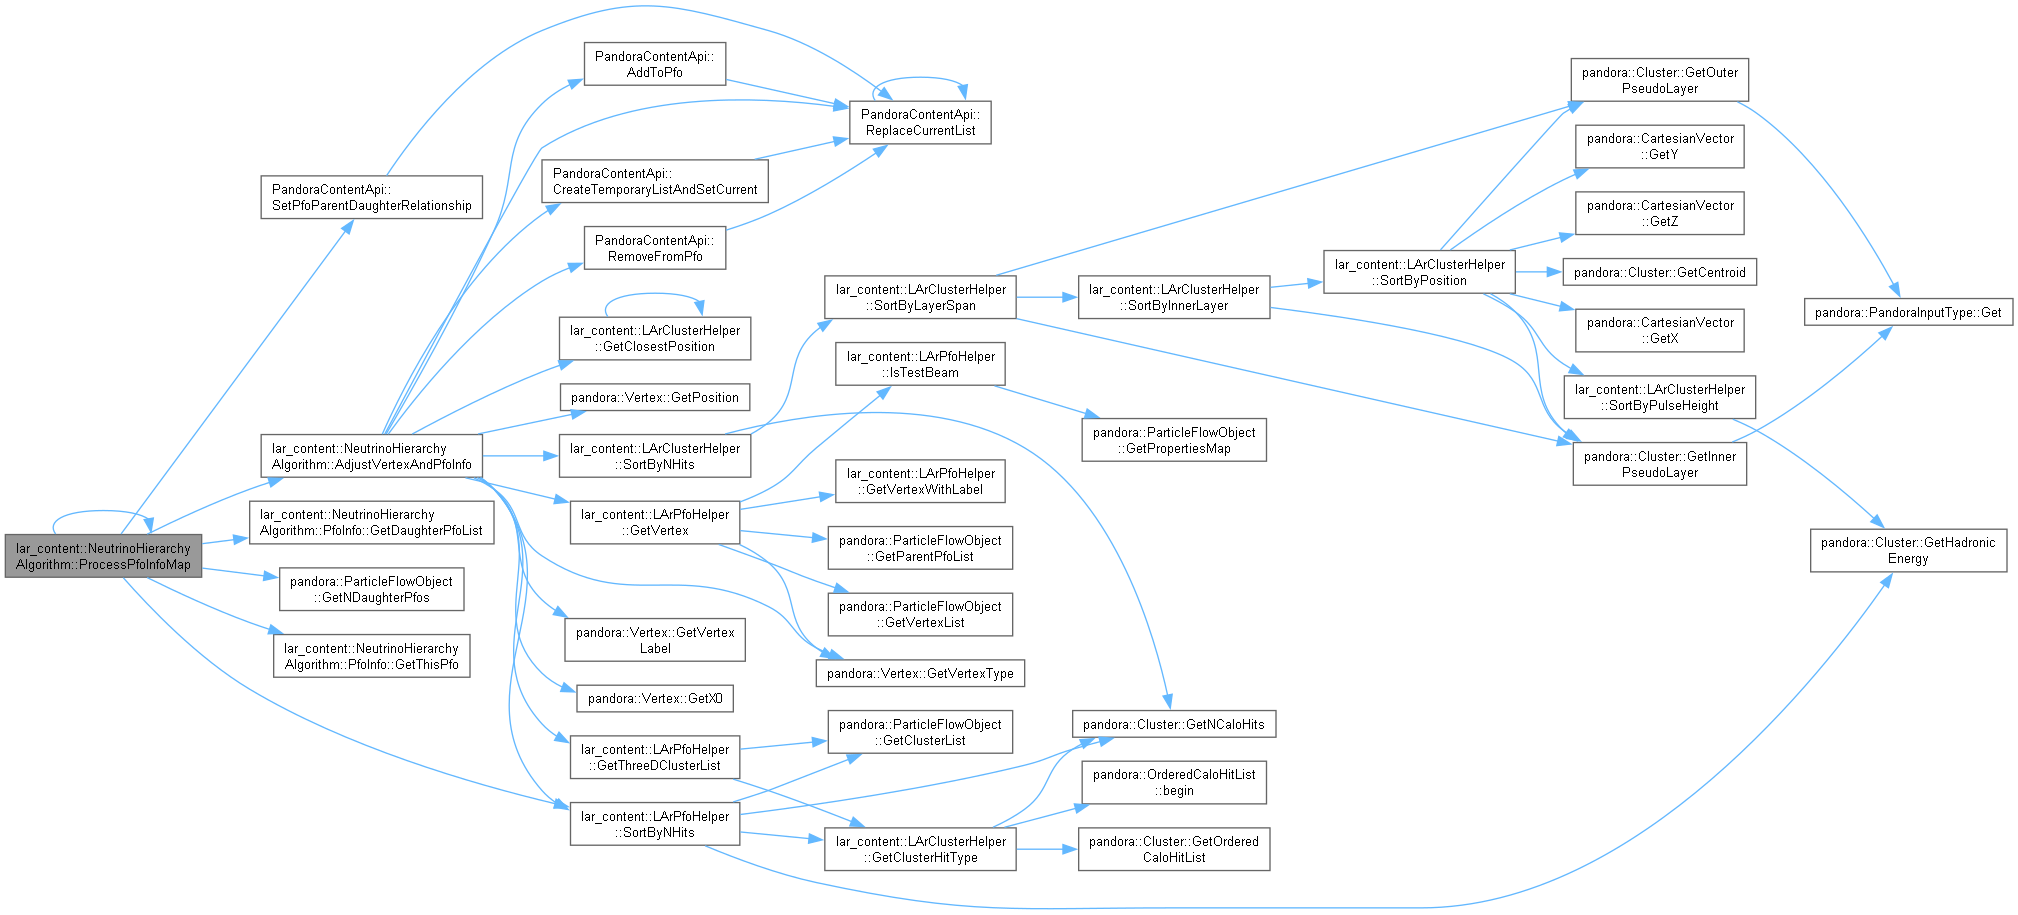 lar_content::NeutrinoHierarchy
Algorithm::ProcessPfoInfoMap
PandoraContentApi::
SetPfoParentDaughterRelationship
lar_content::NeutrinoHierarchy
Algorithm::AdjustVertexAndPfoInfo
lar_content::NeutrinoHierarchy
Algorithm::PfoInfo::GetDaughterPfoList
pandora::ParticleFlowObject
::GetNDaughterPfos
lar_content::NeutrinoHierarchy
Algorithm::PfoInfo::GetThisPfo
PandoraContentApi::
AddToPfo
PandoraContentApi::
CreateTemporaryListAndSetCurrent
PandoraContentApi::
RemoveFromPfo
lar_content::LArClusterHelper
::GetClosestPosition
pandora::Vertex::GetPosition
lar_content::LArClusterHelper
::SortByNHits
lar_content::LArPfoHelper
::GetVertex
pandora::Vertex::GetVertex
Label
pandora::Vertex::GetX0
lar_content::LArPfoHelper
::GetThreeDClusterList
lar_content::LArPfoHelper
::SortByNHits
PandoraContentApi::
ReplaceCurrentList
lar_content::LArClusterHelper
::SortByLayerSpan
lar_content::LArPfoHelper
::IsTestBeam
lar_content::LArPfoHelper
::GetVertexWithLabel
pandora::ParticleFlowObject
::GetParentPfoList
pandora::ParticleFlowObject
::GetVertexList
pandora::Vertex::GetVertexType
pandora::ParticleFlowObject
::GetClusterList
lar_content::LArClusterHelper
::GetClusterHitType
lar_content::LArClusterHelper
::SortByInnerLayer
pandora::ParticleFlowObject
::GetPropertiesMap
pandora::Cluster::GetNCaloHits
pandora::OrderedCaloHitList
::begin
pandora::Cluster::GetOrdered
CaloHitList
lar_content::LArClusterHelper
::SortByPosition
pandora::Cluster::GetOuter
PseudoLayer
pandora::CartesianVector
::GetY
pandora::CartesianVector
::GetZ
pandora::Cluster::GetCentroid
pandora::CartesianVector
::GetX
lar_content::LArClusterHelper
::SortByPulseHeight
pandora::Cluster::GetInner
PseudoLayer
pandora::PandoraInputType::Get
pandora::Cluster::GetHadronic
Energy